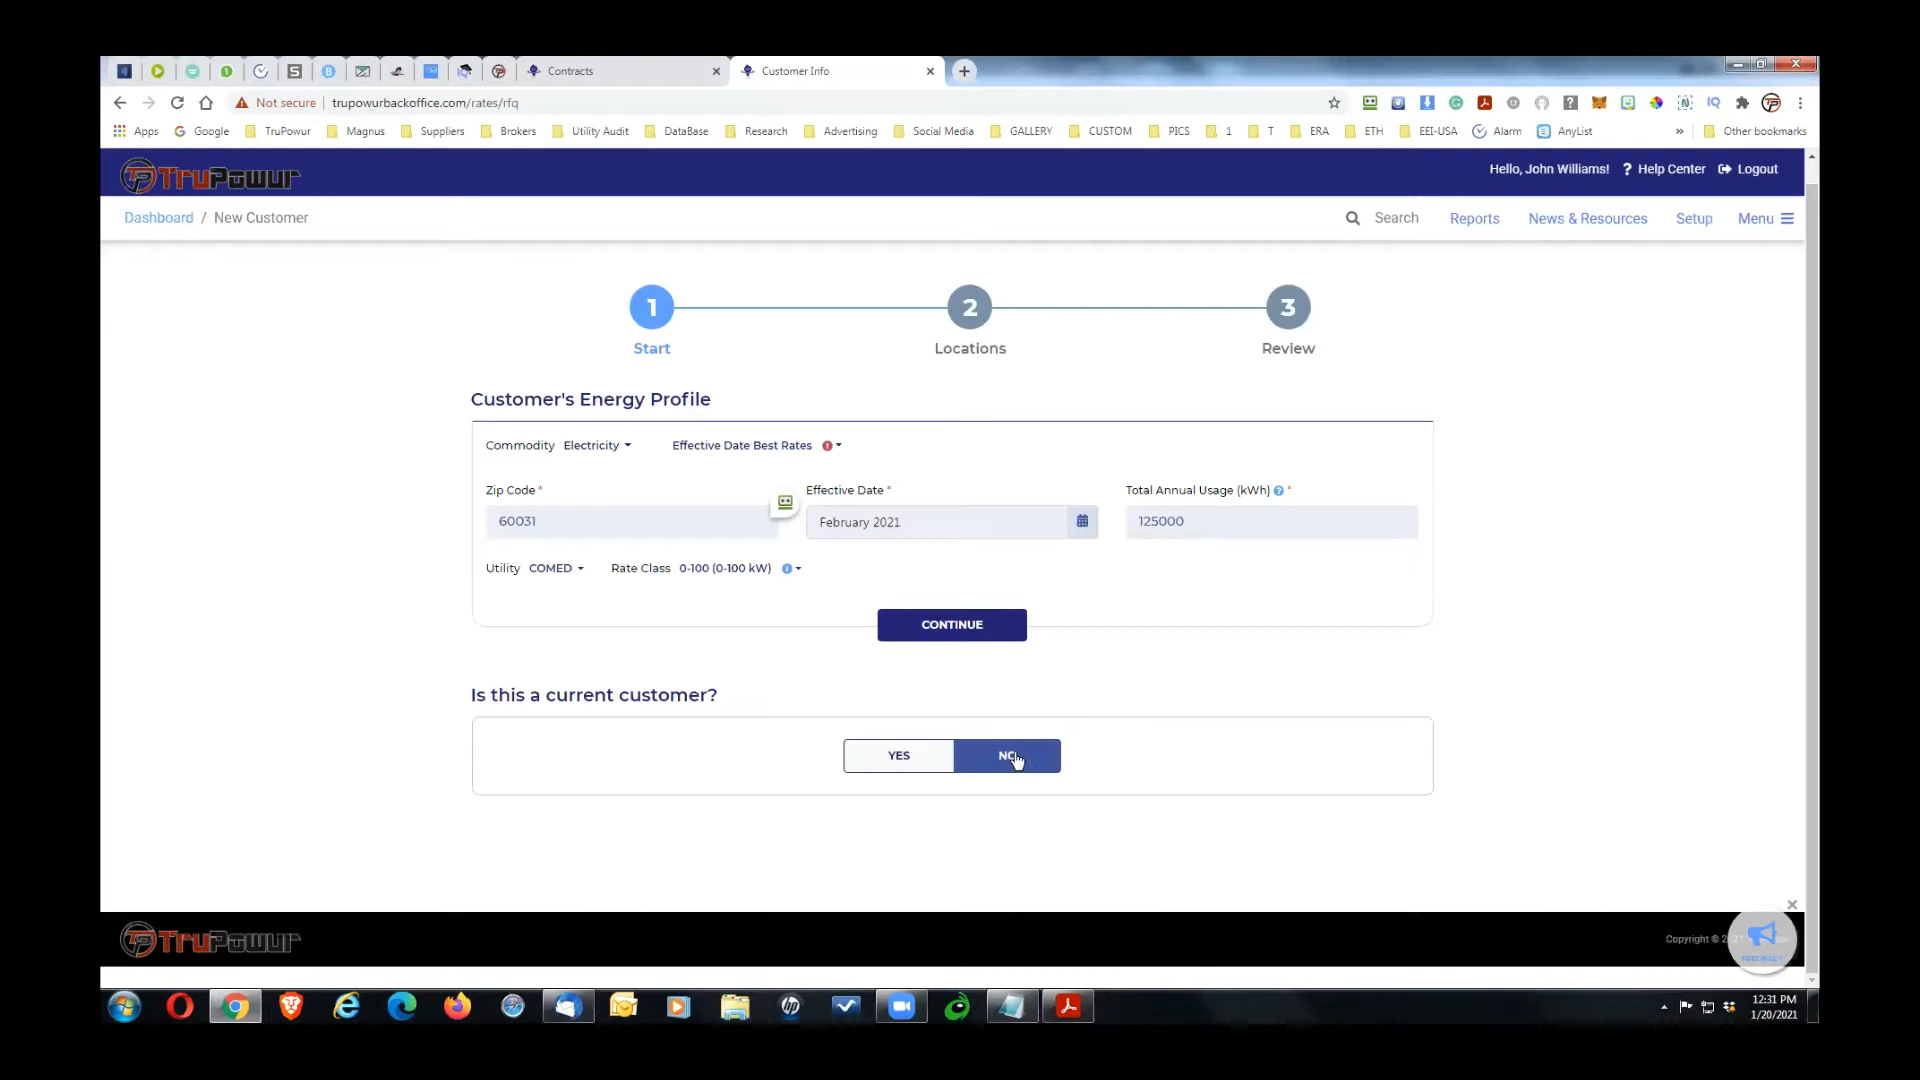 Contracts
Customer Info
Not secure | trupowurbackoffice.com/rates/rfq
Apps Google TruPowur Magnus Suppliers Brokers Utility Audit DataBase Research Advertising Social Media GALLERY CUSTOM PICS 1 T ERA ETH EEI-USA Alarm AnyList » Other bookmarks
TruPowur
Hello, John Williams! ? Help Center Logout
Dashboard / New Customer
Search Reports News & Resources Setup Menu
1 2 3
Start Locations Review
Customer's Energy Profile
Commodity Electricity Effective Date Best Rates
Zip Code * Effective Date * Total Annual Usage (kWh) *
60031 February 2021 125000
Utility COMED Rate Class 0-100 (0-100 kW)
CONTINUE
Is this a current customer?
YES
TruPowur
Copyright ©
FEEDBACK
12:31 PM
1/20/2021